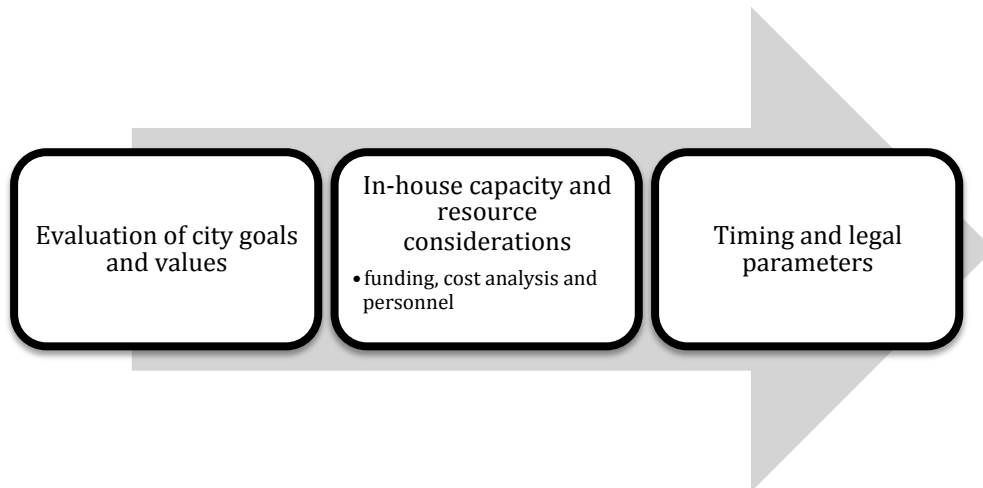 Evaluation of city goals
and values
In-house capacity and
resource
considerations
• funding, cost analysis and
personnel
Timing and legal
parameters